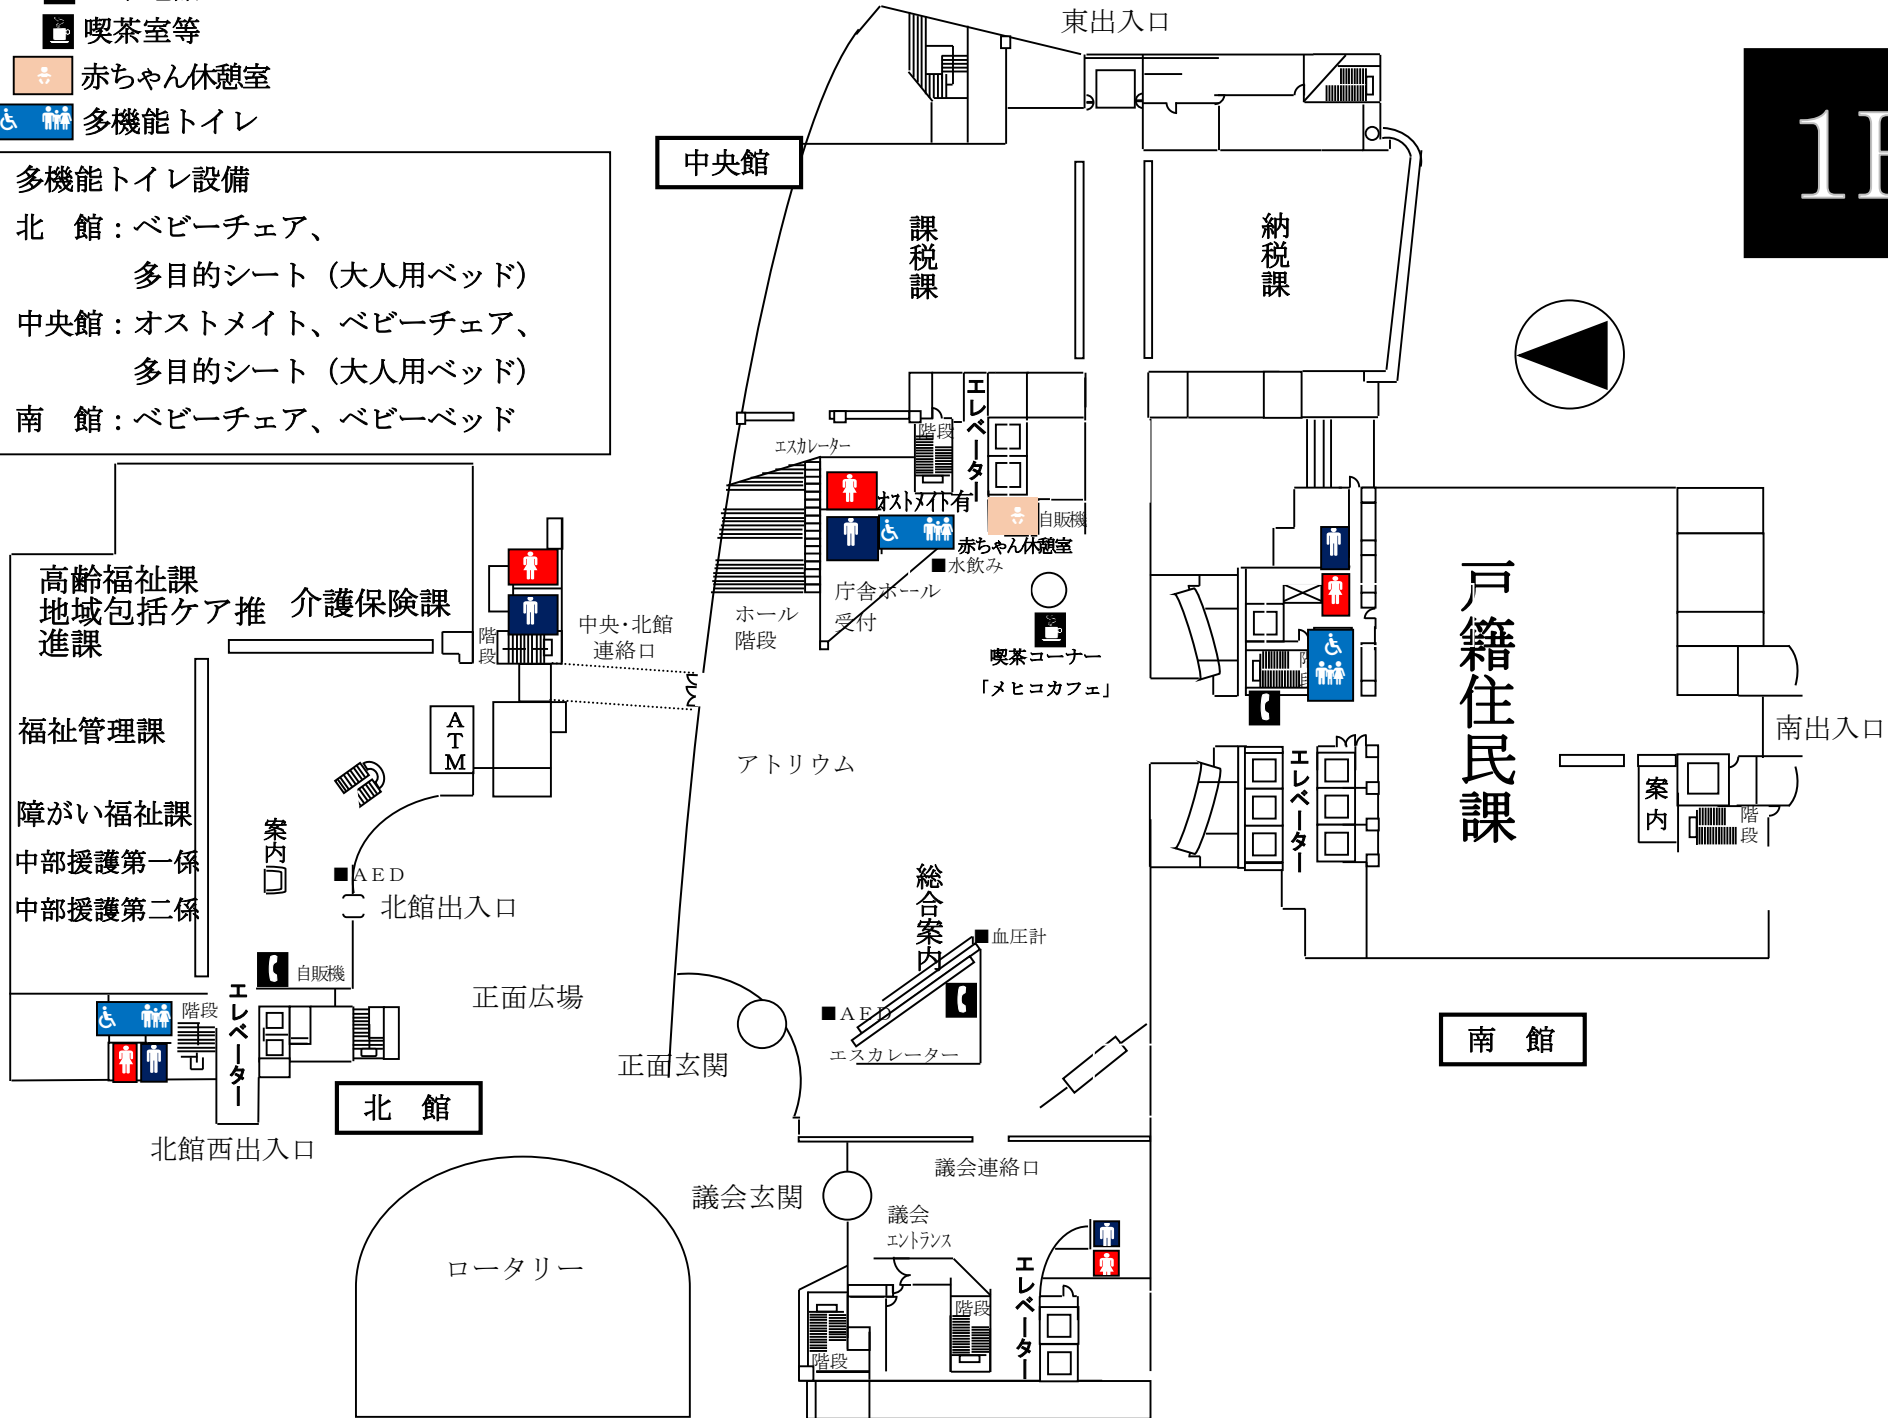 喫茶室等
赤ちゃん休憩室
多機能トイレ
多機能トイレ設備
北　館：ベビーチェア、
多目的シート（大人用ベッド）
中央館：オストメイト、ベビーチェア、
多目的シート（大人用ベッド）
南　館：ベビーチェア、ベビーベッド
東出入口
中央館
課税課
納税課
エレベーター
階段
エスカレーター
オストメイト有
自販機
赤ちゃん休憩室
■水飲み
庁舎ホール
受付
ホール
階段
喫茶コーナー
「メヒコカフェ」
中央・北館
連絡口
高齢福祉課
地域包括ケア推
進課
介護保険課
階段
ATM
福祉管理課
障がい福祉課
中部援護第一係
中部援護第二係
案内
■AED
北館出入口
自販機
階段
エレベーター
北　館
北館西出入口
正面広場
正面玄関
アトリウム
総合案内
■血圧計
■AED
エスカレーター
戸籍住民課
階段
エレベーター
南出入口
案内
階段
南　館
議会連絡口
議会玄関
議会
エントランス
階段
階段
エレベーター
ロータリー